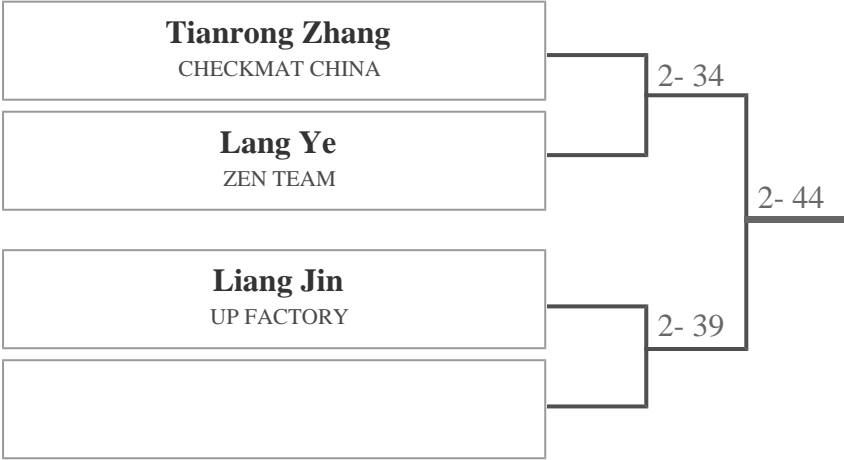 Tianrong Zhang
CHECKMAT CHINA
2- 34
Lang Ye
ZEN TEAM
2- 44
Liang Jin
UP FACTORY
2- 39